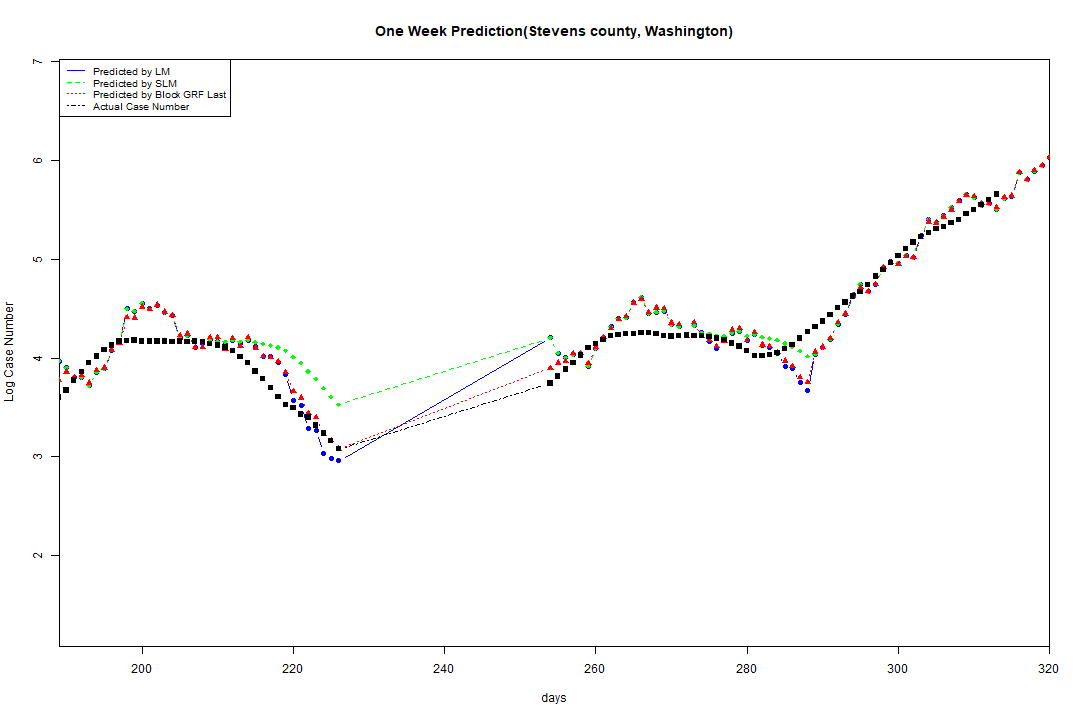 One Week Prediction(Stevens county, Washington)
Predicted by LM
Predicted by SLM
Predicted by Block GRF Last
Actual Case Number
7
6
5
4
3
2
Log Case Number
200 220 240 260 280 300 320
days